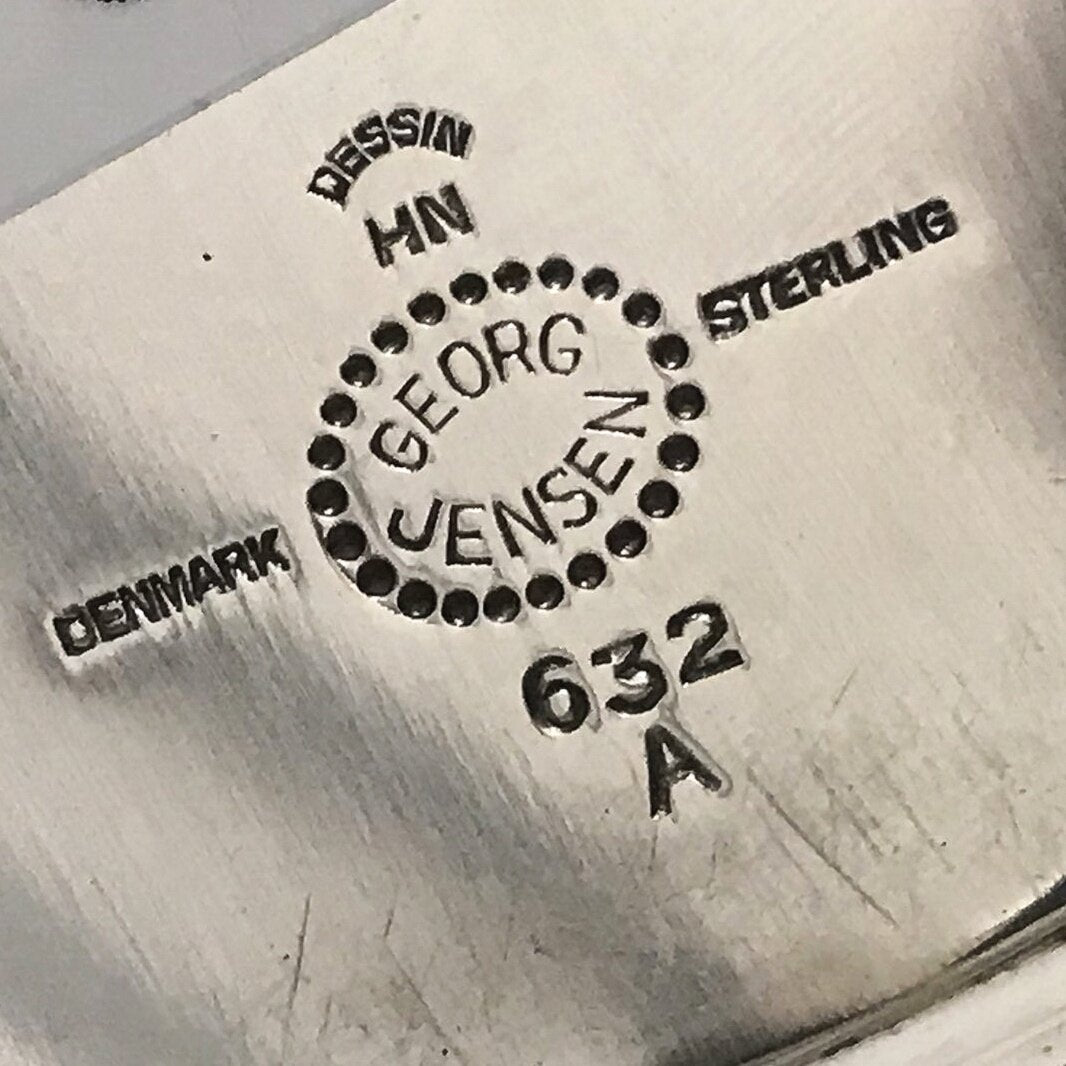 DESSIN
HN
GEORG
JENSEN
STERLING
DENMARK
632
A